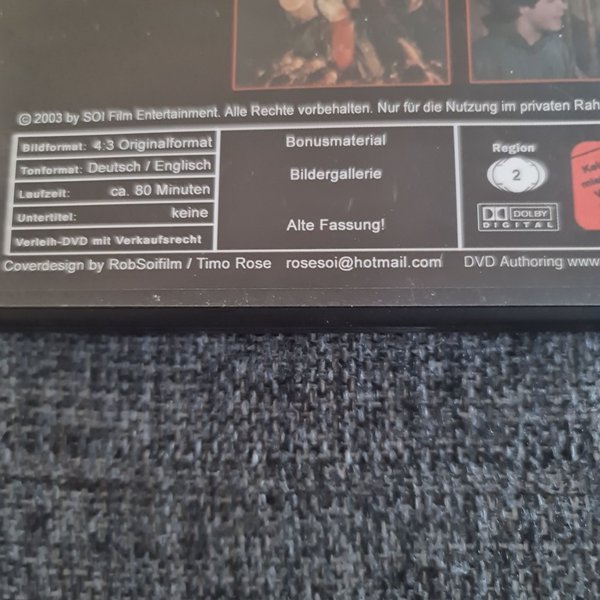 © 2003 by SOI Film Entertainment. Alle Rechte vorbehalten. Nur für die Nutzung im privaten Rah
Bildformat: 4:3 Originalformat
Tonformat: Deutsch / Englisch
Laufzeit: ca. 80 Minuten
Untertitel: keine
Verleih-DVD mit Verkaufsrecht
Bonusmaterial
Bildergallerie
Alte Fassung!
Region
2
DOLBY
DIGITAL
Coverdesign by RobSoifilm / Timo Rose rosesoi@hotmail.com DVD Authoring www